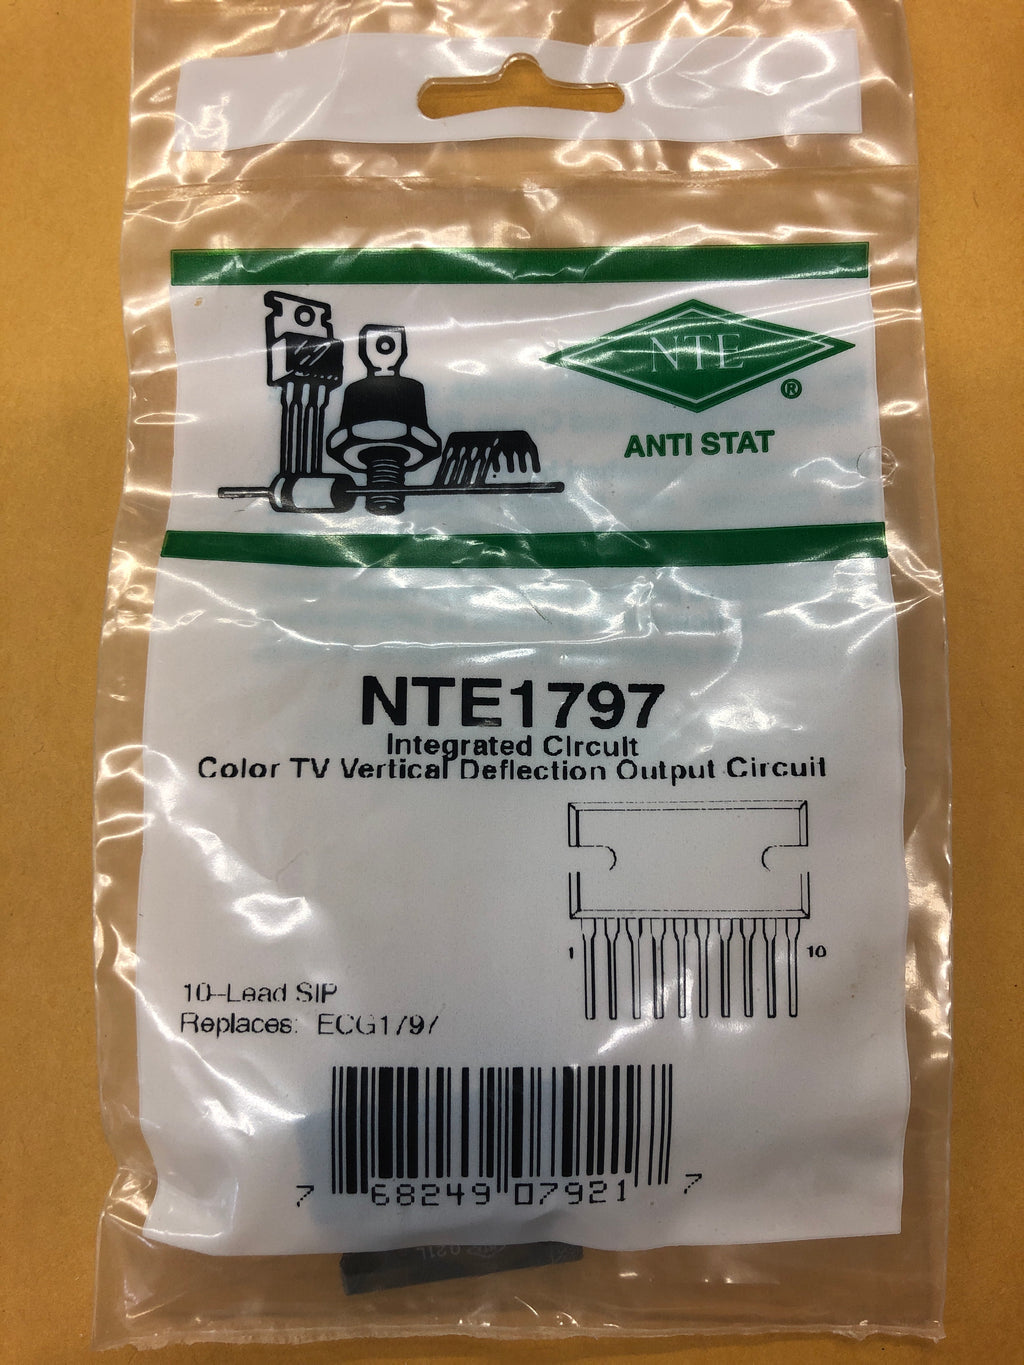 NTE
®
ANTI STAT
NTE1797
Integrated Circuit
Color TV Vertical Deflection Output Circuit
1
10
10-Lead SIP
Replaces: ECG1797
7 68249 07921 7